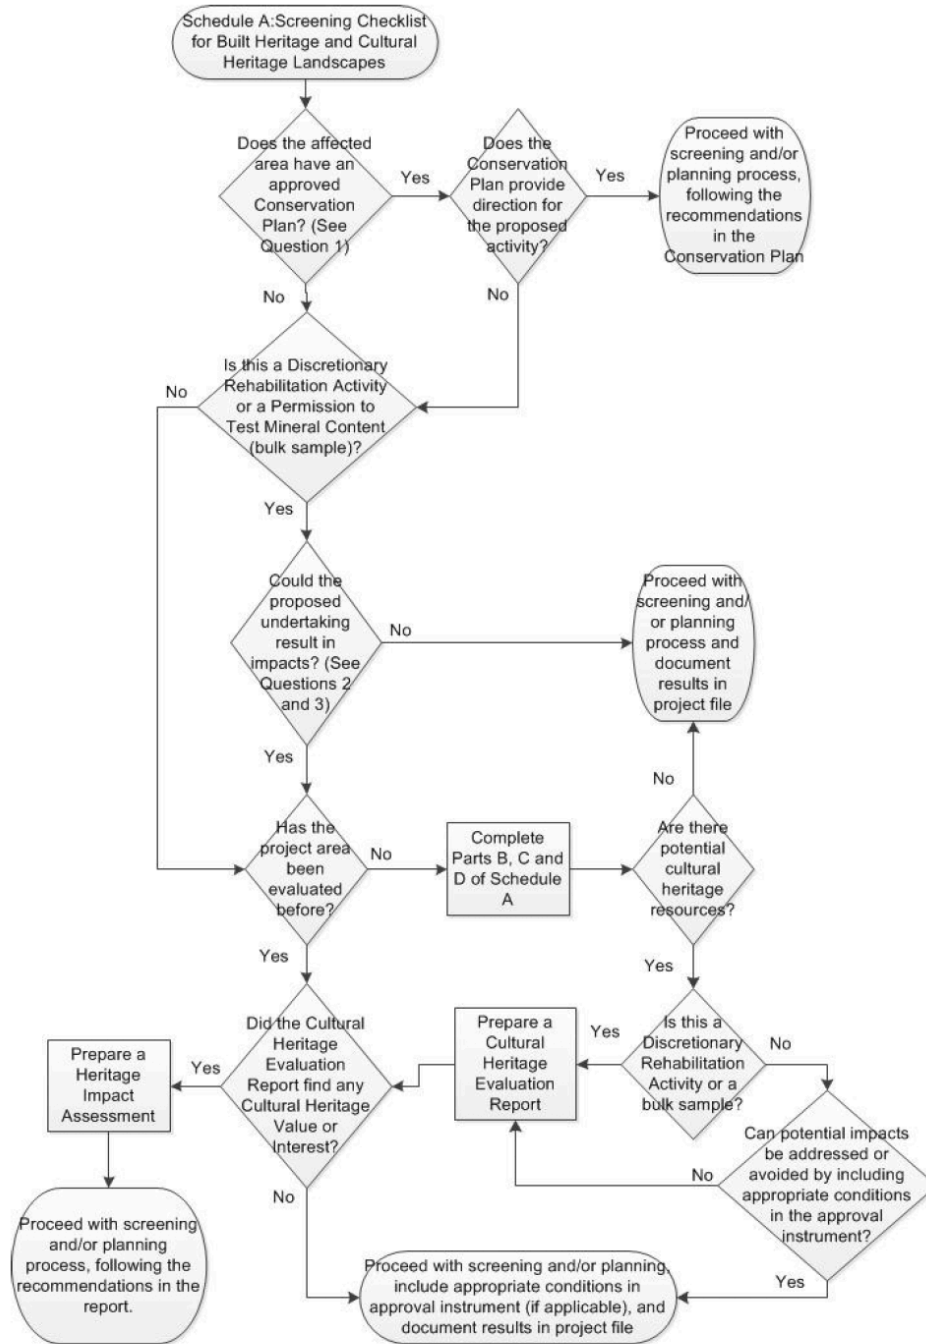 Schedule A:Screening Checklist
for Built Heritage and Cultural
Heritage Landscapes
Does the affected
area have an
approved
Conservation
Plan? (See
Question 1)
Yes
Does the
Conservation
Plan provide
direction for
the proposed
activity?
Yes
Proceed with
screening and/or
planning process,
following the
recommendations
in the
Conservation Plan
No
No
Is this a Discretionary
Rehabilitation Activity
or a Permission to
Test Mineral Content
(bulk sample)?
No
Yes
Could the
proposed
undertaking
result in
impacts? (See
Questions 2
and 3)
No
Proceed with
screening and/
or planning
process and
document
results in
project file
Yes
No
Has the
project area
been
evaluated
before?
No
Complete
Parts B, C and
D of Schedule
A
Are there
potential
cultural
heritage
resources?
Yes
Yes
Did the Cultural
Heritage
Evaluation
Report find any
Cultural Heritage
Value or
Interest?
Prepare a
Cultural
Heritage
Evaluation
Report
Yes
Is this a
Discretionary
Rehabilitation
Activity or a
bulk sample?
No
Yes
Prepare a
Heritage
Impact
Assessment
Can potential impacts
be addressed or
avoided by including
appropriate conditions
in the approval
instrument?
No
No
Yes
Proceed with screening
and/or planning
process, following the
recommendations in the
report.
Proceed with screening and/or planning,
include appropriate conditions in
approval instrument (if applicable), and
document results in project file